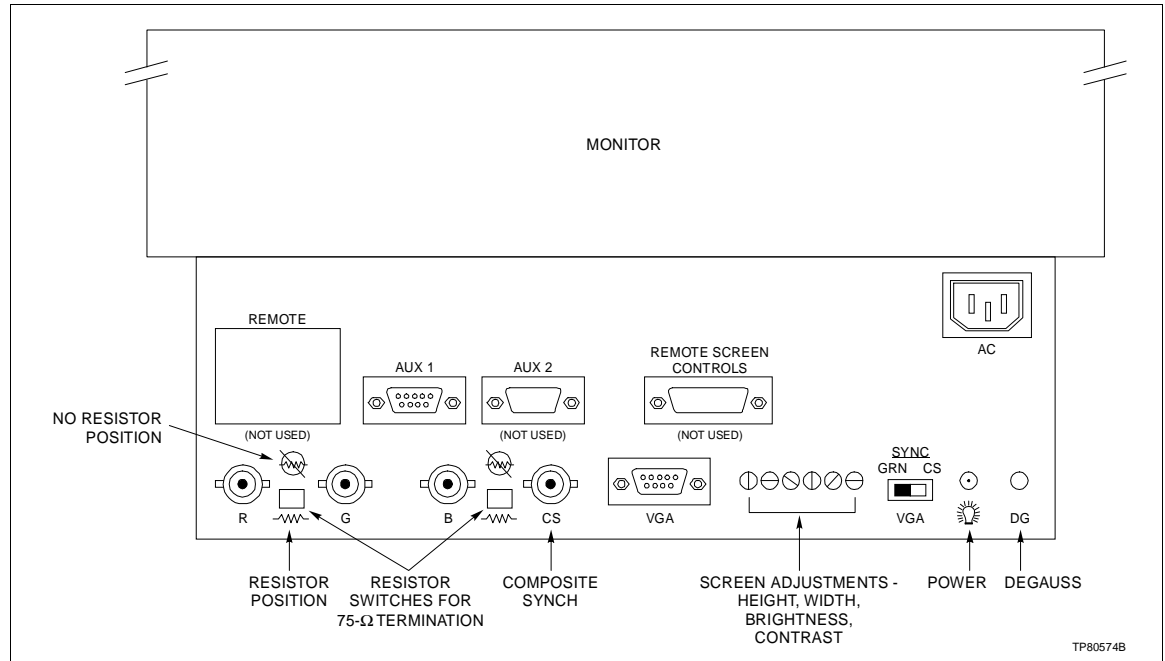 MONITOR
AC
REMOTE
(NOT USED)
AUX 1
AUX 2
(NOT USED)
REMOTE SCREEN
CONTROLS
(NOT USED)
NO RESISTOR
POSITION
R
G
B
CS
VGA
SYNC
GRN CS
VGA
DG
RESISTOR
POSITION
RESISTOR
SWITCHES FOR
75-Ω TERMINATION
COMPOSITE
SYNCH
SCREEN ADJUSTMENTS -
HEIGHT, WIDTH,
BRIGHTNESS,
CONTRAST
POWER
DEGAUSS
TP80574B